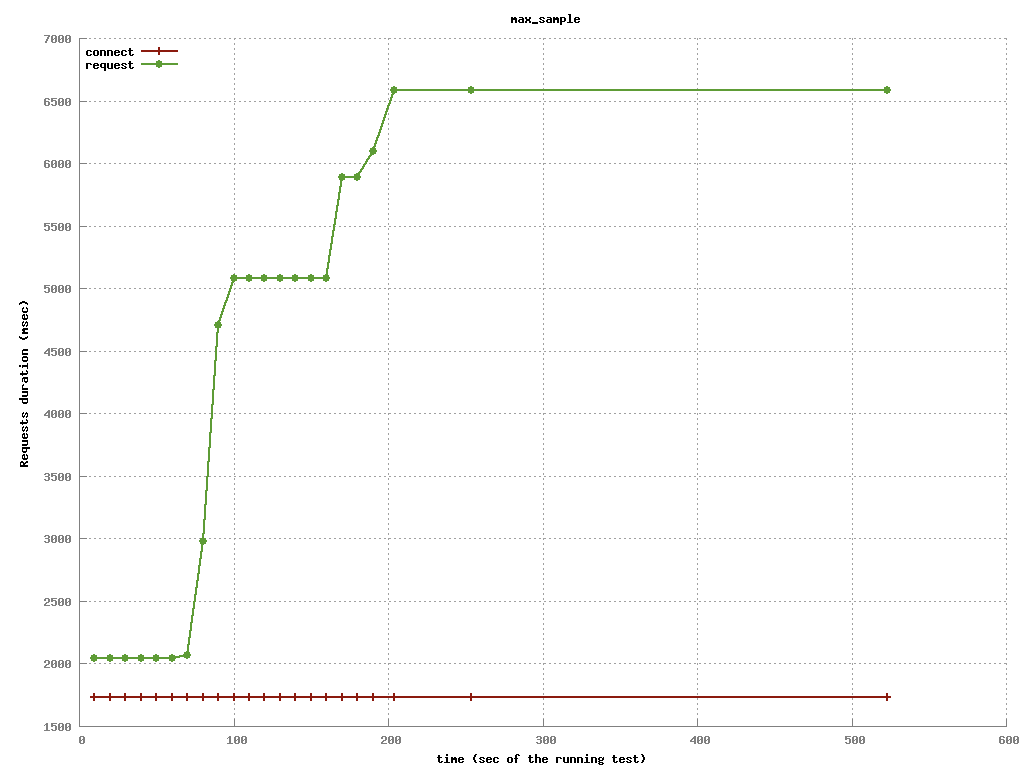 max_sample
7000
connect
request
6500
6000
5500
5000
4500
4000
3500
3000
2500
2000
1500
Requests duration (msec)
0 100 200 300 400 500 600
time (sec of the running test)